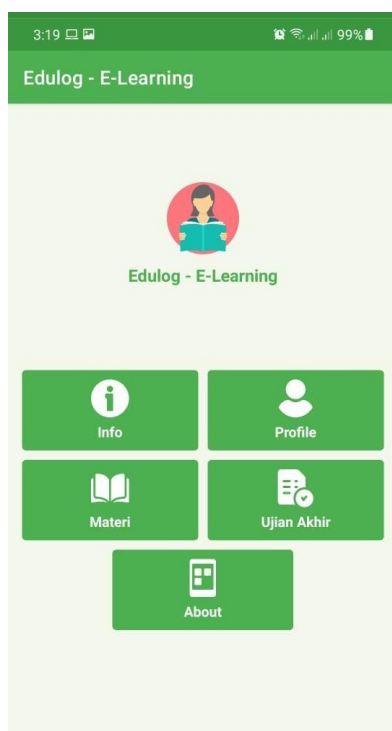 3:19 99%
Edulog - E-Learning
Edulog - E-Learning
Info Profile
Materi Ujian Akhir
About